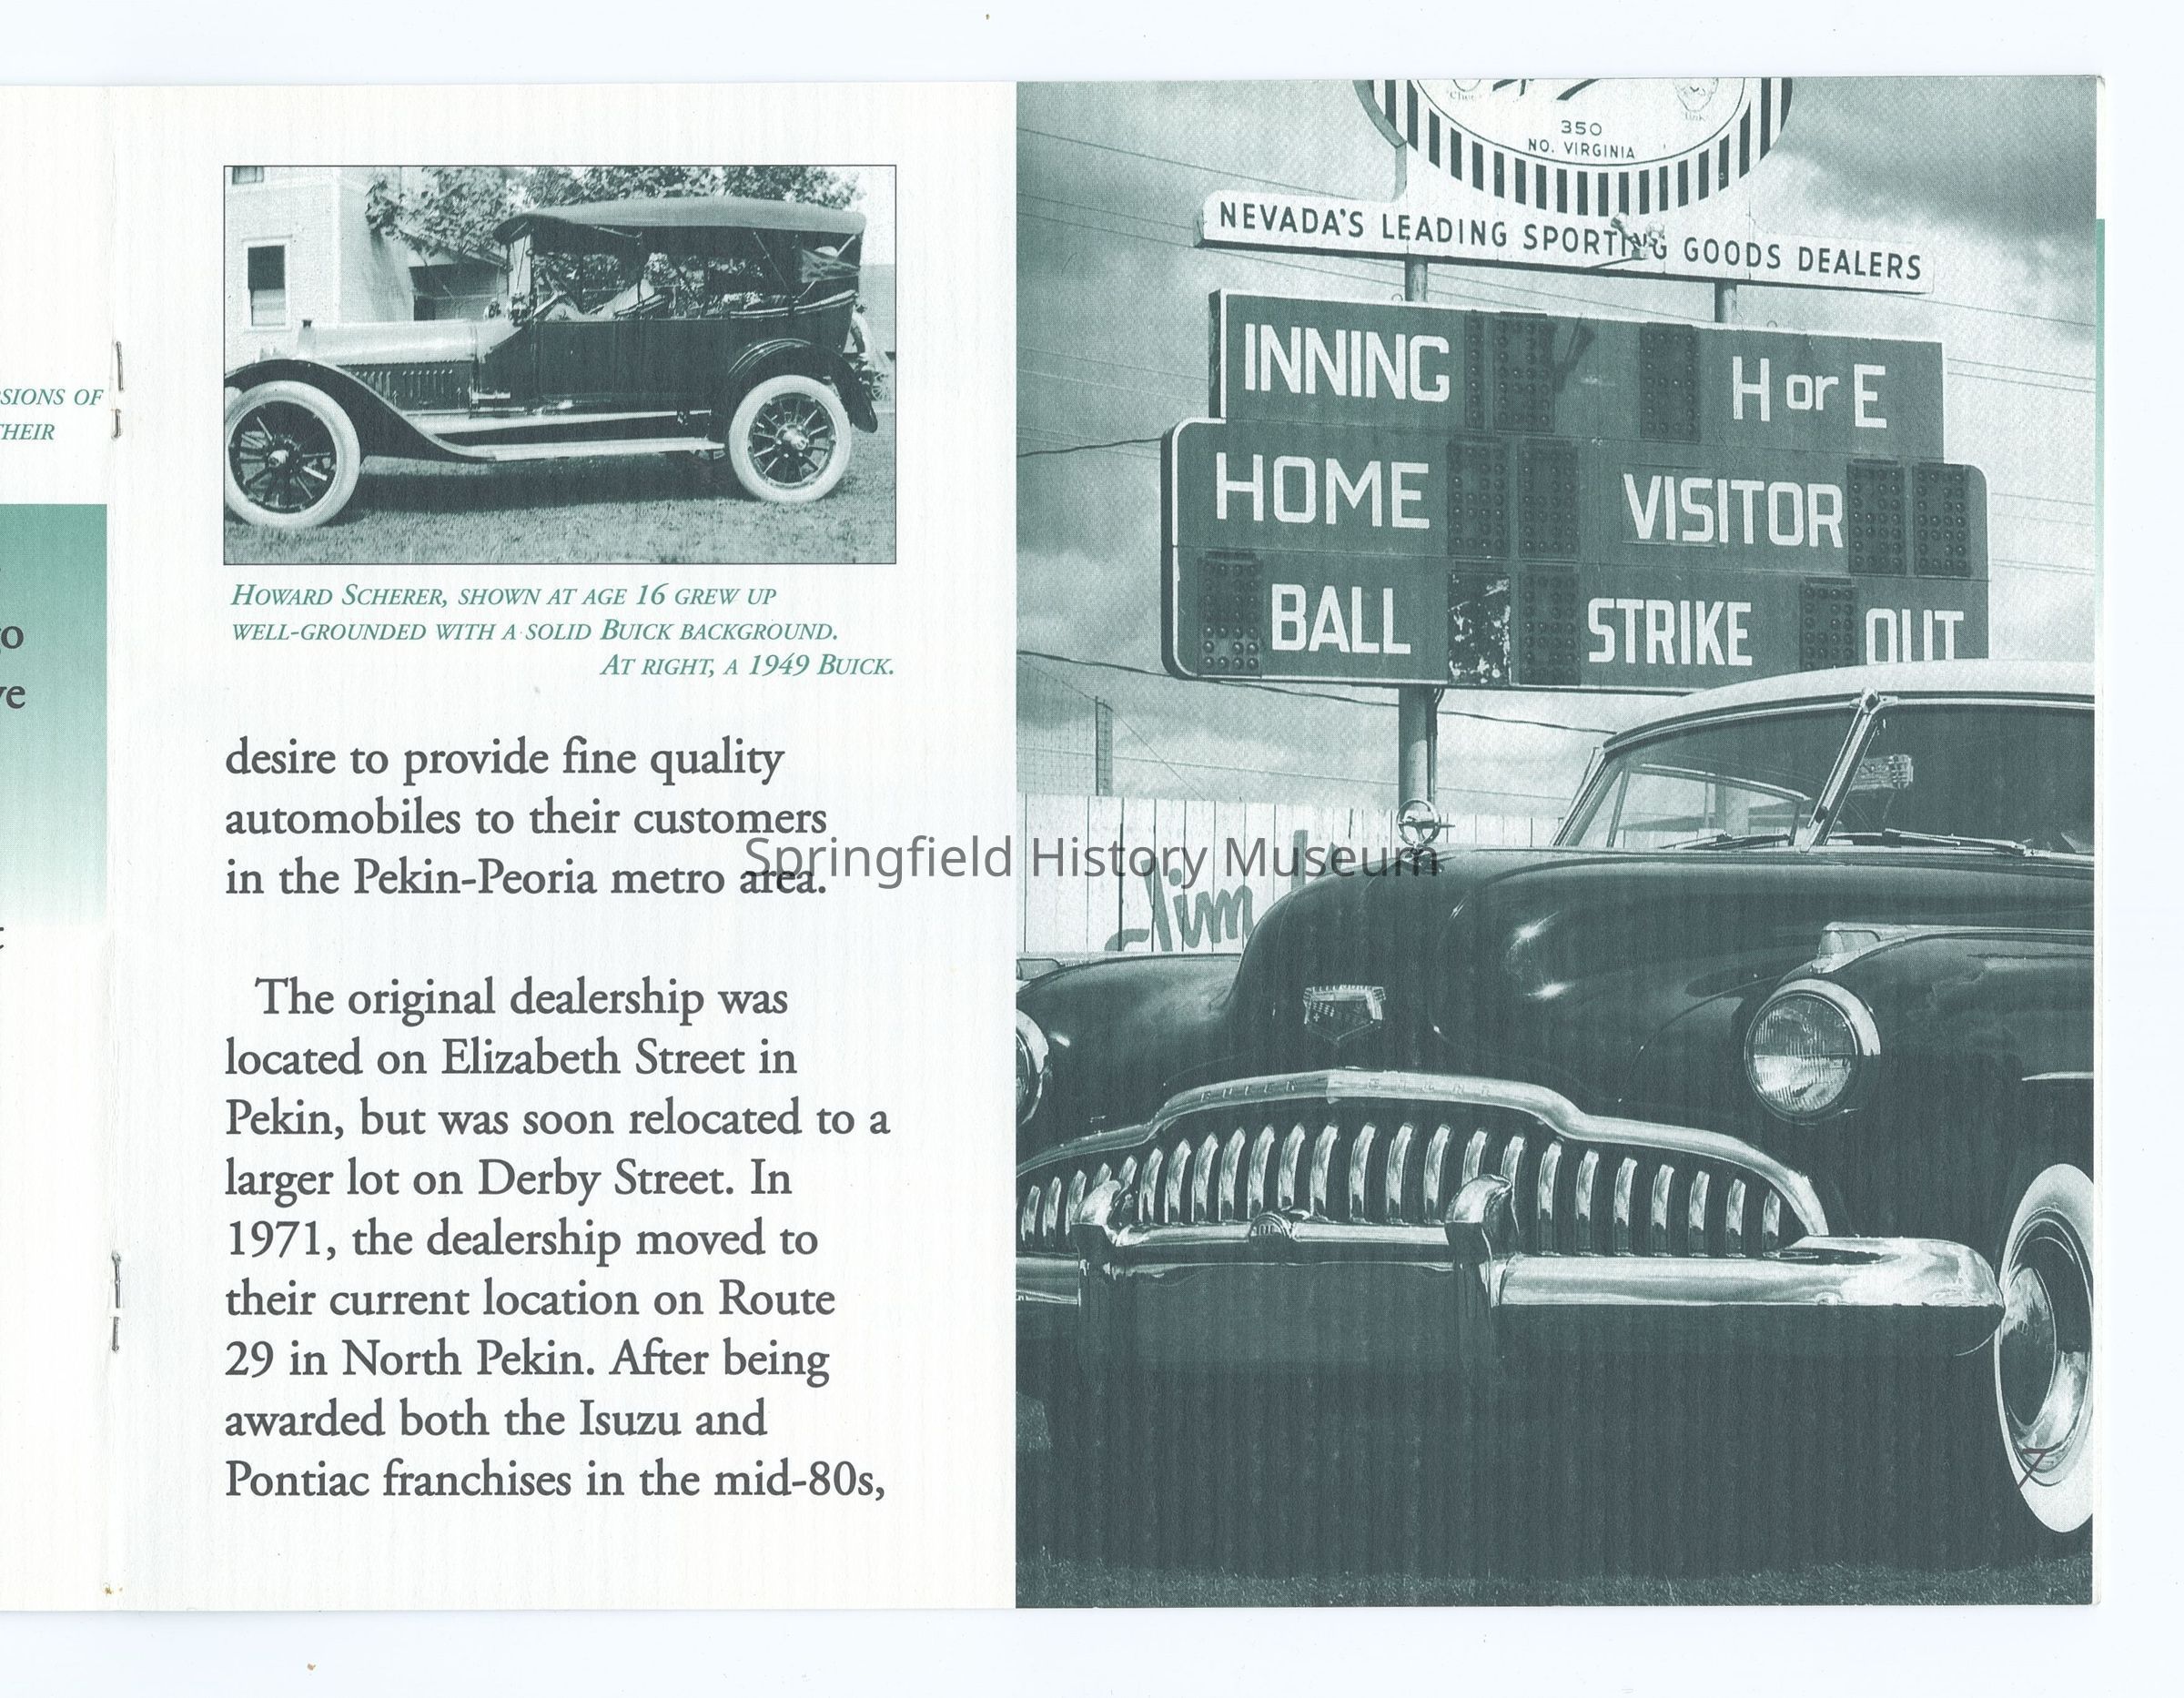 SIONS OF
THEIR
HOWARD SCHERER, SHOWN AT AGE 16 GREW UP
WELL-GROUNDED WITH A SOLID BUICK BACKGROUND.
AT RIGHT, A 1949 BUICK.
desire to provide fine quality
automobiles to their customers
in the Pekin-Peoria metro area.
The original dealership was
located on Elizabeth Street in
Pekin, but was soon relocated to a
larger lot on Derby Street. In
1971, the dealership moved to
their current location on Route
29 in North Pekin. After being
awarded both the Isuzu and
Pontiac franchises in the mid-80s,
350
NO. VIRGINIA
NEVADA'S LEADING SPORTING GOODS DEALERS
INNING H or E
HOME VISITOR
BALL STRIKE OUT
Jim
BUICK EIGHT
Springfield History Museum